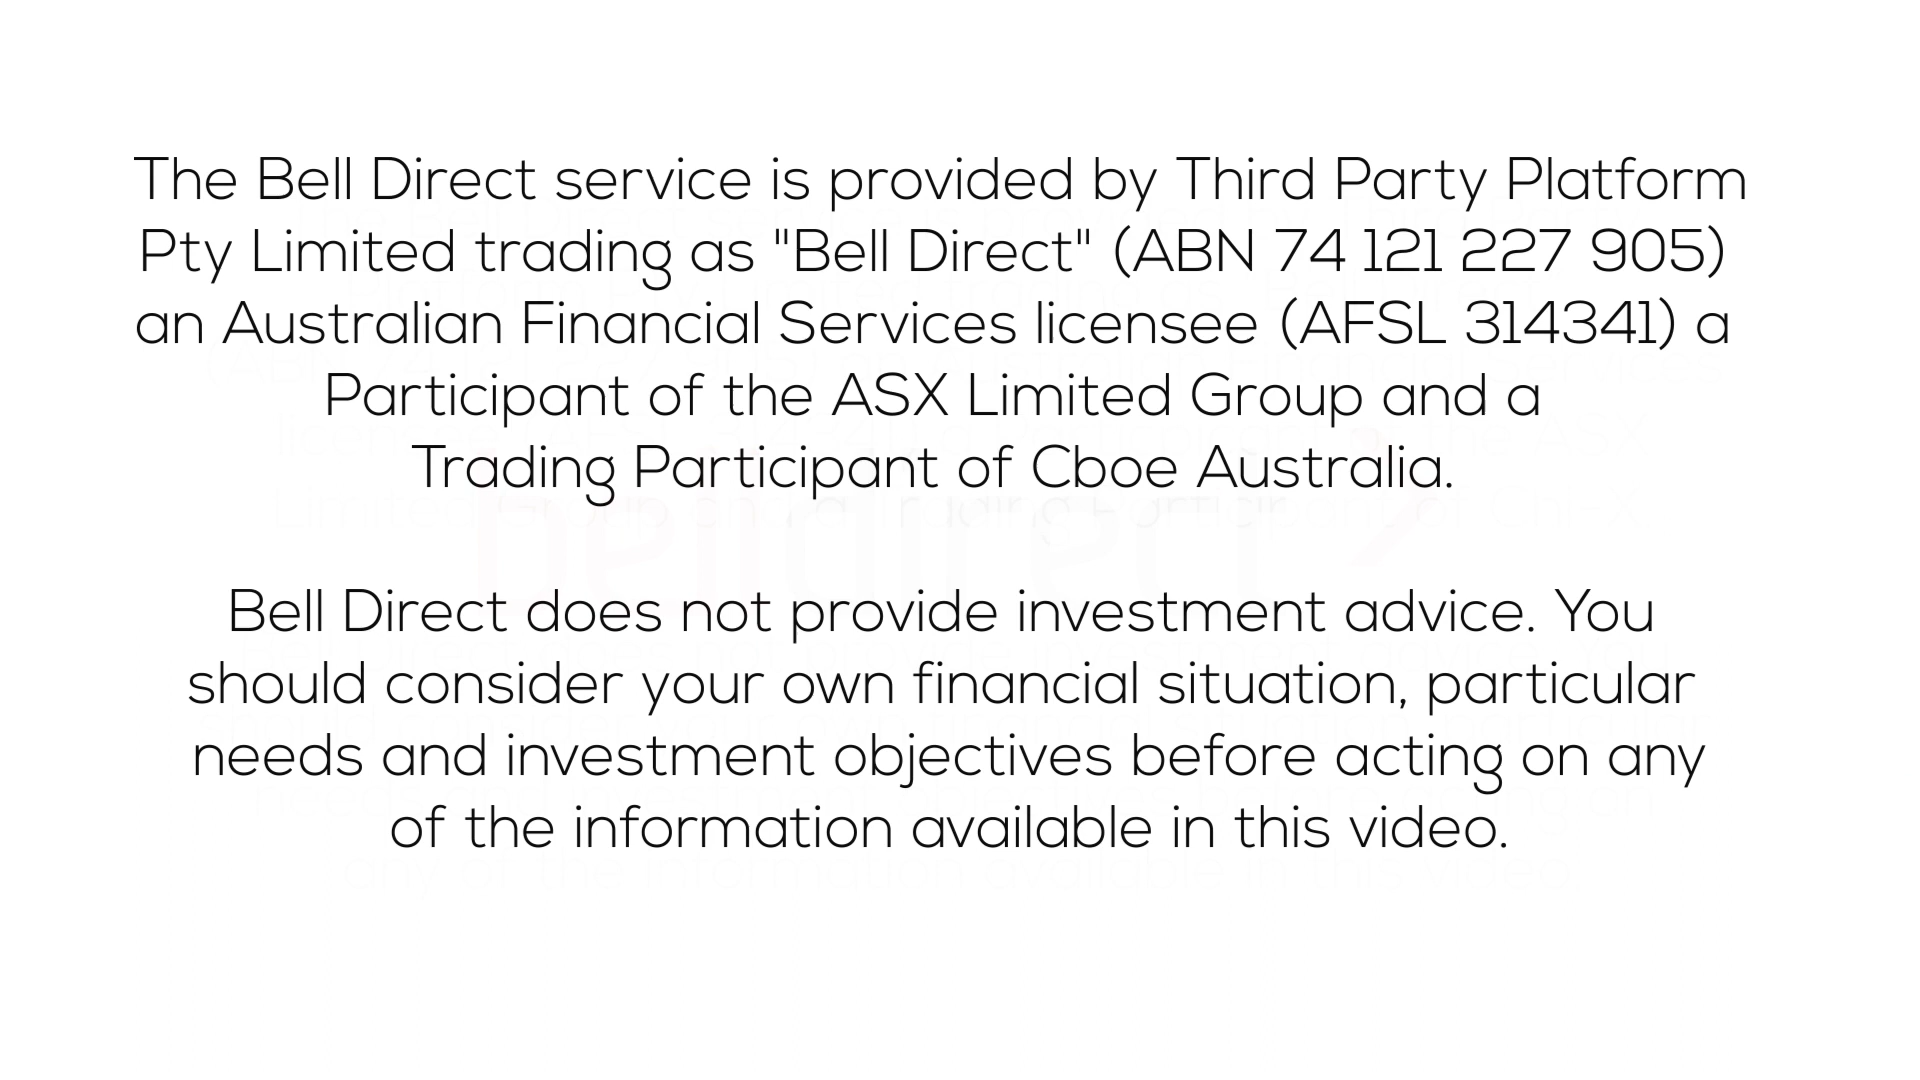 The Bell Direct service is provided by Third Party Platform
Pty Limited trading as "Bell Direct" (ABN 74 121 227 905)
an Australian Financial Services licensee (AFSL 314341) a
Participant of the ASX Limited Group and a
Trading Participant of Cboe Australia.
Bell Direct does not provide investment advice. You
should consider your own financial situation, particular
needs and investment objectives before acting on any
of the information available in this video.